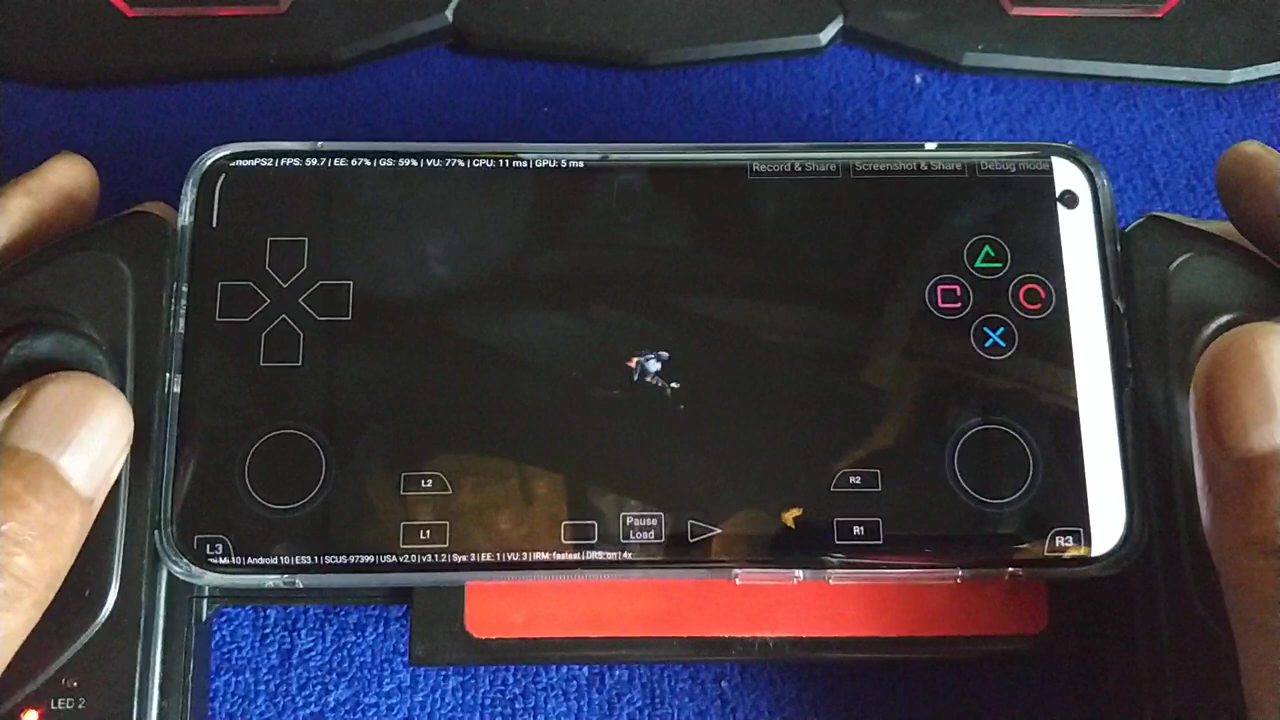 monPS2 | FPS: 59.7 | EE: 67% | GS: 59% | VU: 77% | CPU: 11 ms | GPU: 5 ms
Record & Share
Screenshot & Share
Debug mode
L2
R2
L1
Pause
Load
R1
L3
R3
Mi 10 | Android 10 | ES3.1 | SCUS-97399 | USA v2.0 | v3.1.2 | Sys: 3 | EE: 1 | VU: 3 | IRM: fastest | DRS: on | 4x
LED 2